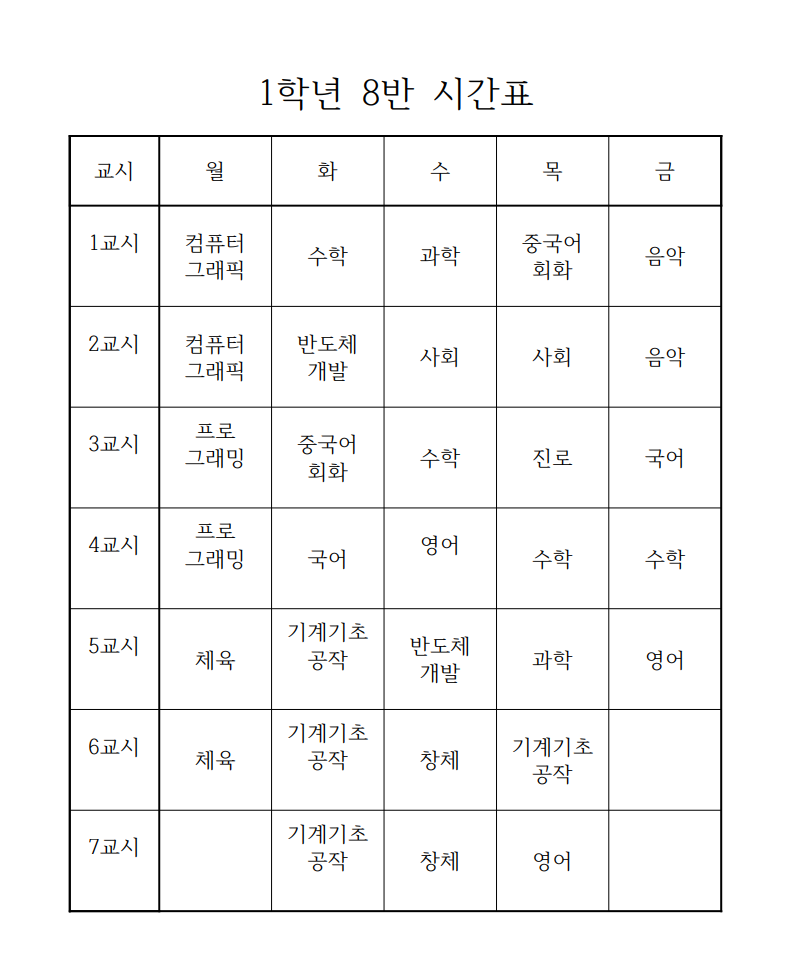 1학년 8반 시간표
교시 월 화 수 목 금
1교시 컴퓨터 그래픽 수학 과학 중국어 회화 음악
2교시 컴퓨터 그래픽 반도체 개발 사회 사회 음악
3교시 프로 그래밍 중국어 회화 수학 진로 국어
4교시 프로 그래밍 국어 영어 수학 수학
5교시 체육 기계기초 공작 반도체 개발 과학 영어
6교시 체육 기계기초 공작 창체 기계기초 공작
7교시 기계기초 공작 창체 영어